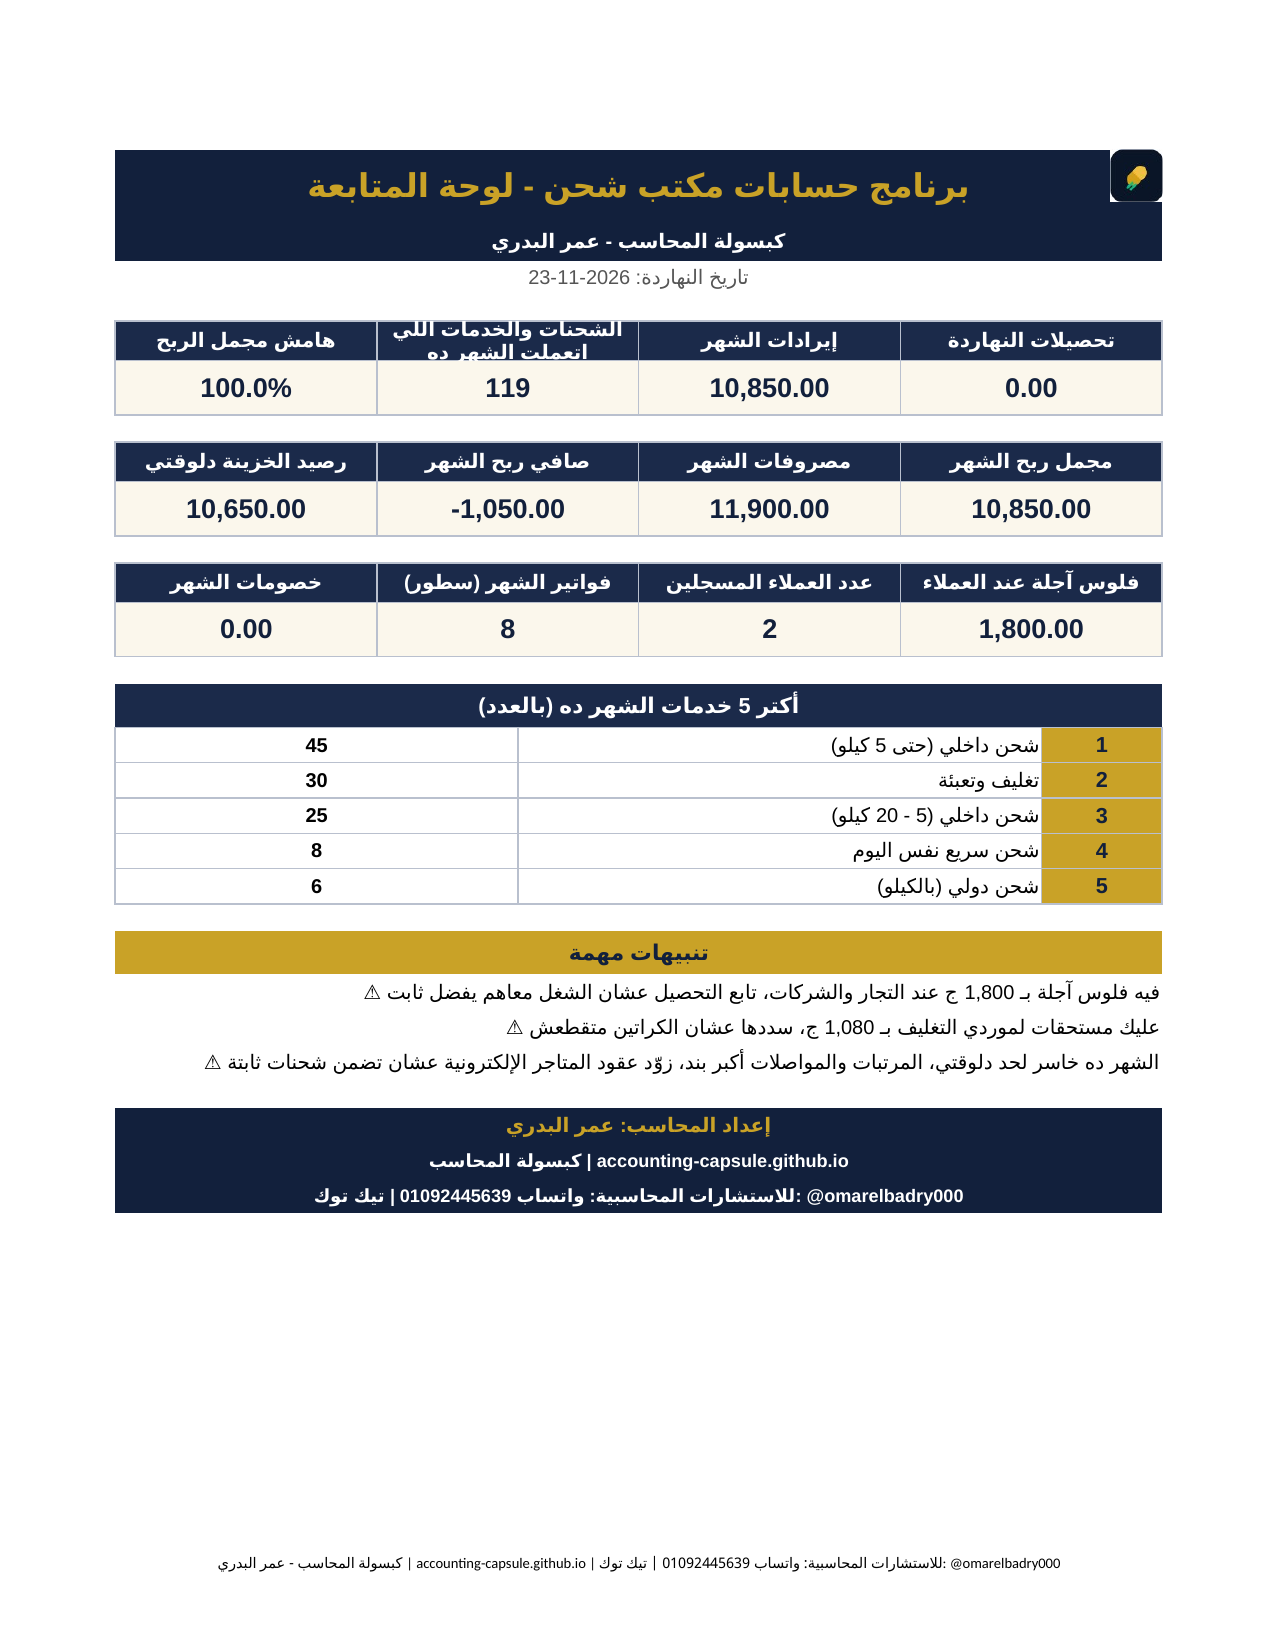 برنامج حسابات مكتب شحن - لوحة المتابعة
كبسولة المحاسب - عمر البدري
تاريخ النهاردة: 2026-11-23
تحصيلات النهاردة
إيرادات الشهر
الشحنات والخدمات اللي
اتعملت الشهر ده
هامش مجمل الربح
0.00
10,850.00
119
100.0%
مجمل ربح الشهر
مصروفات الشهر
صافي ربح الشهر
رصيد الخزينة دلوقتي
10,850.00
11,900.00
-1,050.00
10,650.00
فلوس آجلة عند العملاء
عدد العملاء المسجلين
فواتير الشهر (سطور)
خصومات الشهر
1,800.00
2
8
0.00
أكتر 5 خدمات الشهر ده (بالعدد)
1 شحن داخلي (حتى 5 كيلو) 45
2 تغليف وتعبئة 30
3 شحن داخلي (5 - 20 كيلو) 25
4 شحن سريع نفس اليوم 8
5 شحن دولي (بالكيلو) 6
تنبيهات مهمة
فيه فلوس آجلة بـ 1,800 ج عند التجار والشركات، تابع التحصيل عشان الشغل معاهم يفضل ثابت ⚠
عليك مستحقات لموردي التغليف بـ 1,080 ج، سددها عشان الكراتين متقطعش ⚠
الشهر ده خاسر لحد دلوقتي، المرتبات والمواصلات أكبر بند، زوّد عقود المتاجر الإلكترونية عشان تضمن شحنات ثابتة ⚠
إعداد المحاسب: عمر البدري
كبسولة المحاسب | accounting-capsule.github.io
للاستشارات المحاسبية: واتساب 01092445639 | تيك توك: @omarelbadry000
كبسولة المحاسب - عمر البدري | accounting-capsule.github.io | للاستشارات المحاسبية: واتساب 01092445639 | تيك توك: @omarelbadry000